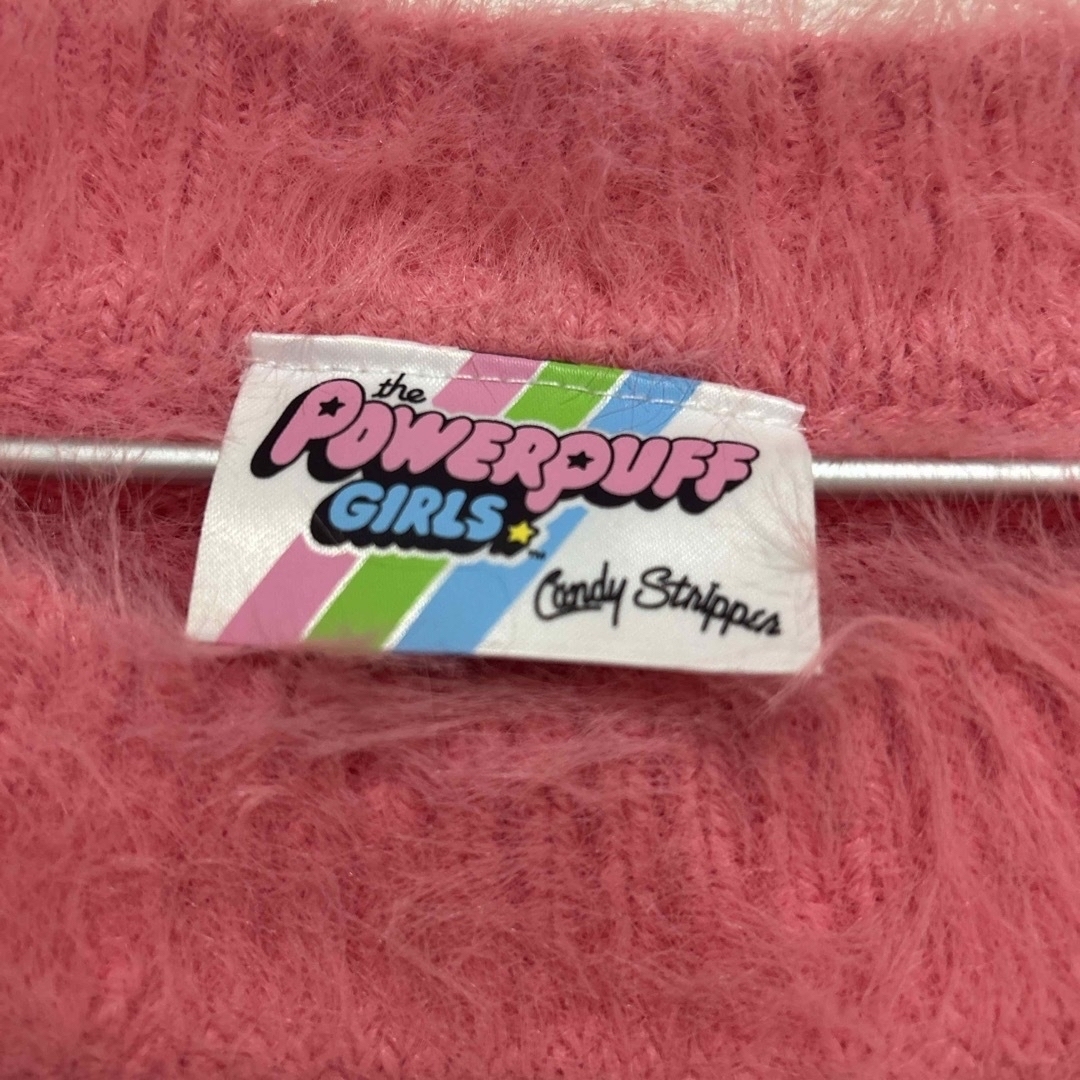 the
POWERPUFF
GIRLS
Candy Stripper